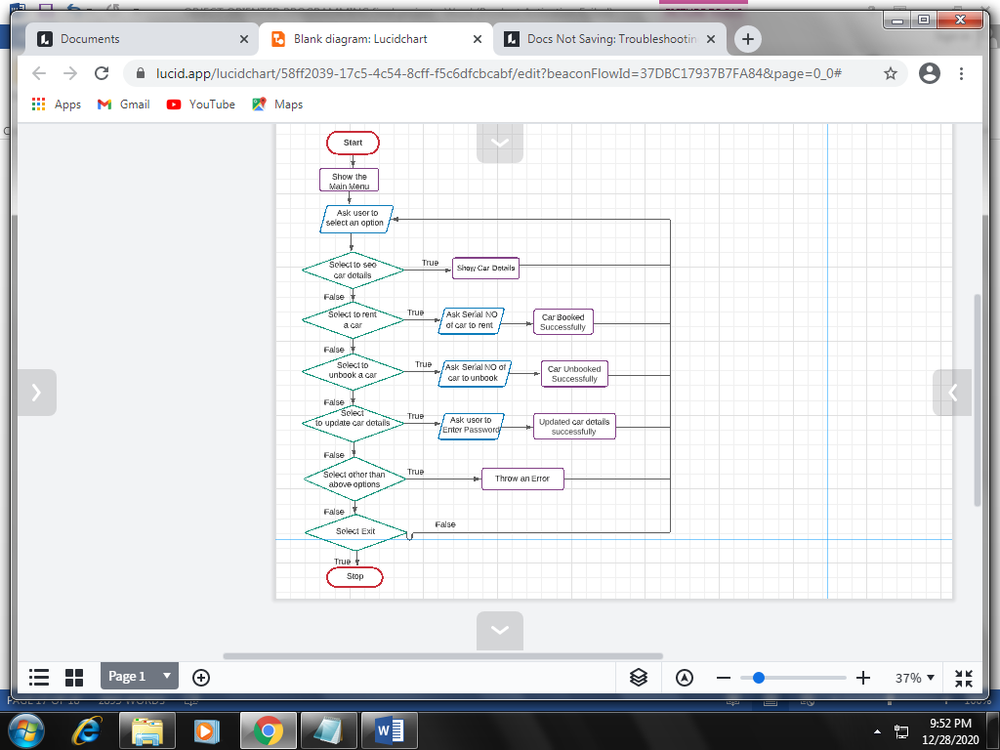 Documents
Blank diagram: Lucidchart
Docs Not Saving: Troubleshootin
lucid.app/lucidchart/58ff2039-17c5-4c54-8cff-f5c6dfcbcabf/edit?beaconFlowId=37DBC17937B7FA84&page=0_0#
Apps
Gmail
YouTube
Maps
Start
Show the
Main Menu
Ask user to
select an option
Select to see
car details
True
Show Car Details
False
Select to rent
a car
True
Ask Serial NO
of car to rent
Car Booked
Successfully
False
Select to
unbook a car
True
Ask Serial NO of
car to unbook
Car Unbooked
Successfully
False
Select
to update car details
True
Ask user to
Enter Password
Updated car details
successfully
False
Select other than
above options
True
Throw an Error
False
Select Exit
False
True
Stop
Page 1
37%
PAGE 17 OF 18
100%
9:52 PM
12/28/2020